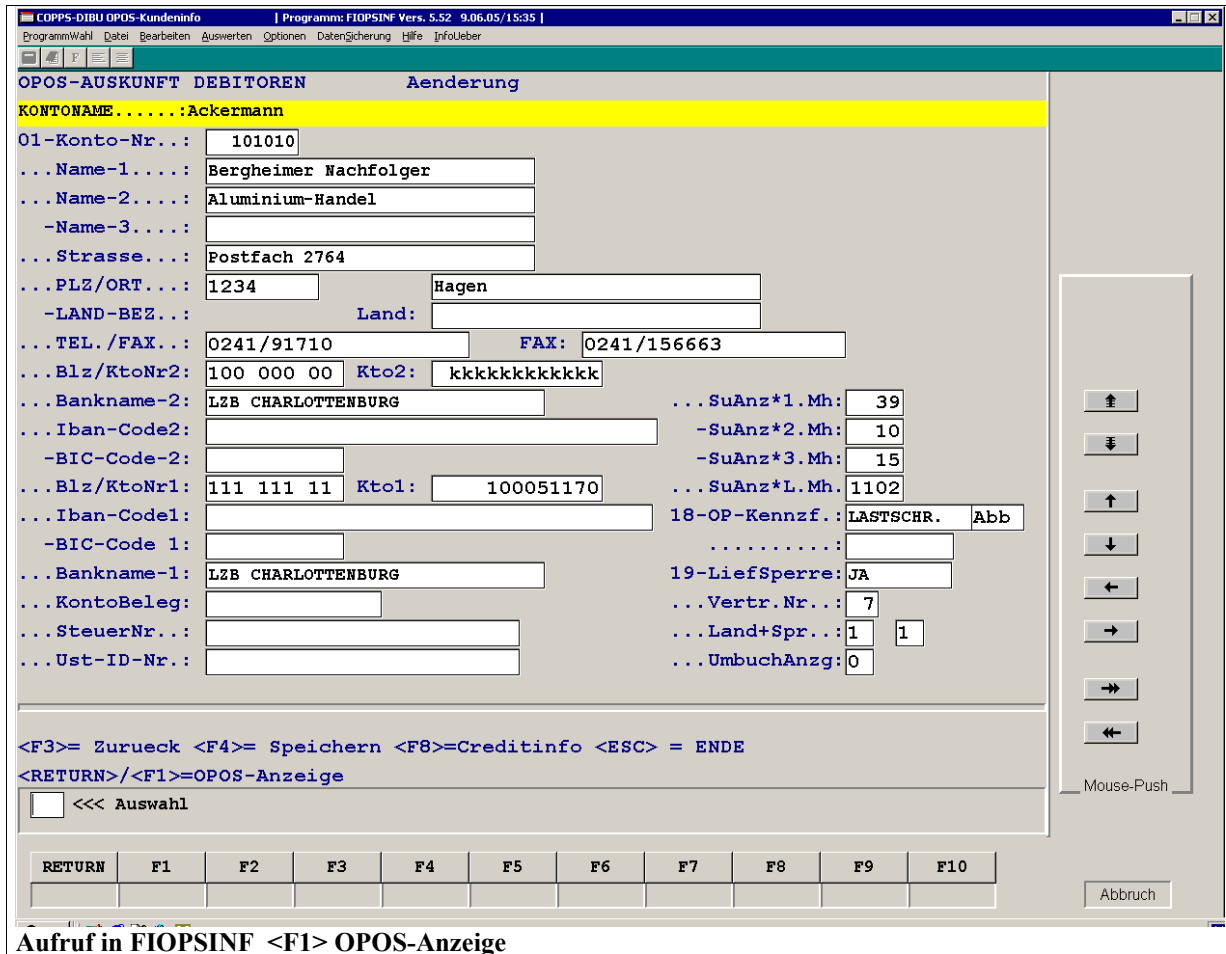 COPPS-DIBU OPOS-Kundeninfo | Programm: FIOPSINF Vers. 5.52 9.06.05/15:35 |
ProgrammWahl Datei Bearbeiten Auswerten Optionen DatenSicherung Hilfe InfoUeber
F
OPOS-AUSKUNFT DEBITOREN Aenderung
KONTONAME......:Ackermann
01-Konto-Nr..: 101010
...Name-1....: Bergheimer Nachfolger
...Name-2....: Aluminium-Handel
-Name-3....:
...Strasse...: Postfach 2764
...PLZ/ORT...: 1234 Hagen
-LAND-BEZ..: Land:
...TEL./FAX..: 0241/91710 FAX: 0241/156663
...Blz/KtoNr2: 100 000 00 Kto2: kkkkkkkkkkkk
...Bankname-2: LZB CHARLOTTENBURG ...SuAnz*1.Mh: 39
...Iban-Code2: -SuAnz*2.Mh: 10
-BIC-Code-2: -SuAnz*3.Mh: 15
...Blz/KtoNr1: 111 111 11 Kto1: 100051170 ...SuAnz*L.Mh. 1102
...Iban-Code1: 18-OP-Kennzf.: LASTSCHR. Abb
-BIC-Code 1: ..........:
...Bankname-1: LZB CHARLOTTENBURG 19-LiefSperre: JA
...KontoBeleg: ...Vertr.Nr..: 7
...SteuerNr..: ...Land+Spr..: 1 1
...Ust-ID-Nr.: ...UmbuchAnzg: 0
<F3>= Zurueck <F4>= Speichern <F8>=Creditinfo <ESC> = ENDE
<RETURN>/<F1>=OPOS-Anzeige
Mouse-Push
<<< Auswahl
RETURN F1 F2 F3 F4 F5 F6 F7 F8 F9 F10
Abbruch
Aufruf in FIOPSINF <F1> OPOS-Anzeige